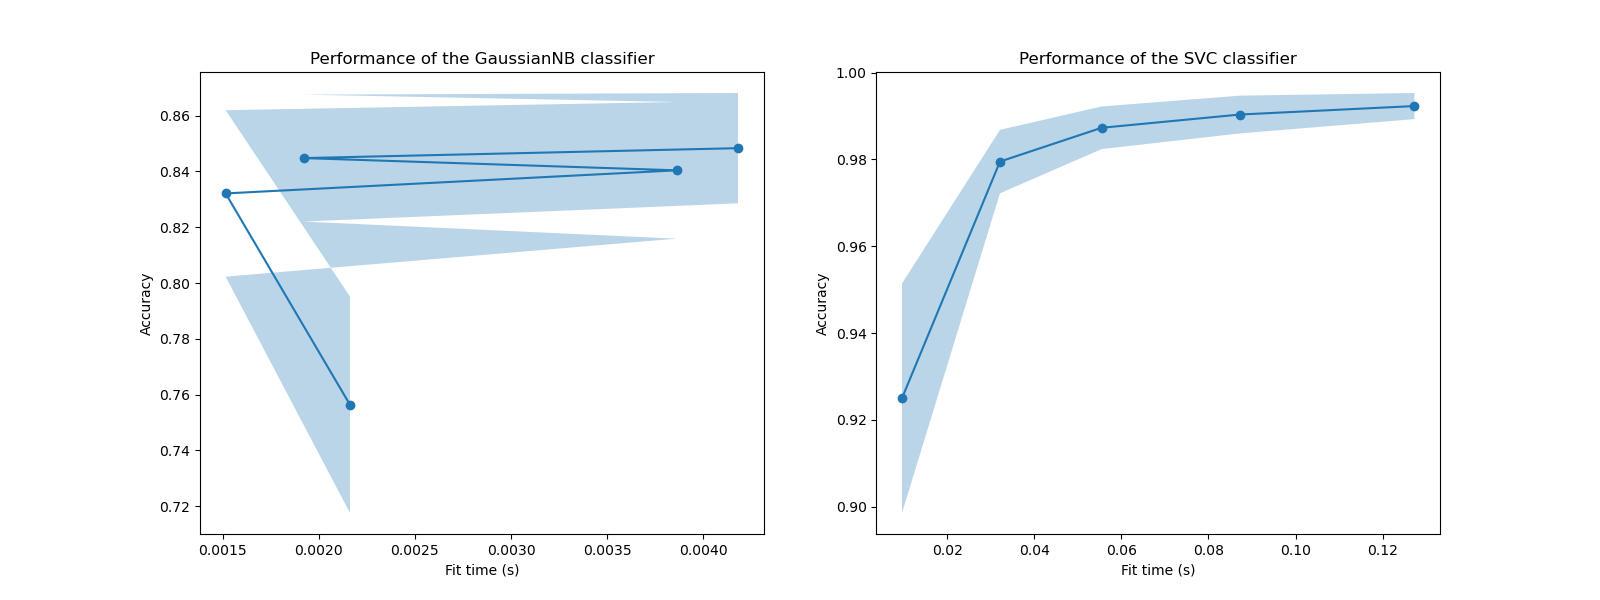 Performance of the GaussianNB classifier
Accuracy
0.86
0.84
0.82
0.80
0.78
0.76
0.74
0.72
0.0015 0.0020 0.0025 0.0030 0.0035 0.0040
Fit time (s)
Performance of the SVC classifier
Accuracy
1.00
0.98
0.96
0.94
0.92
0.90
0.02 0.04 0.06 0.08 0.10 0.12
Fit time (s)